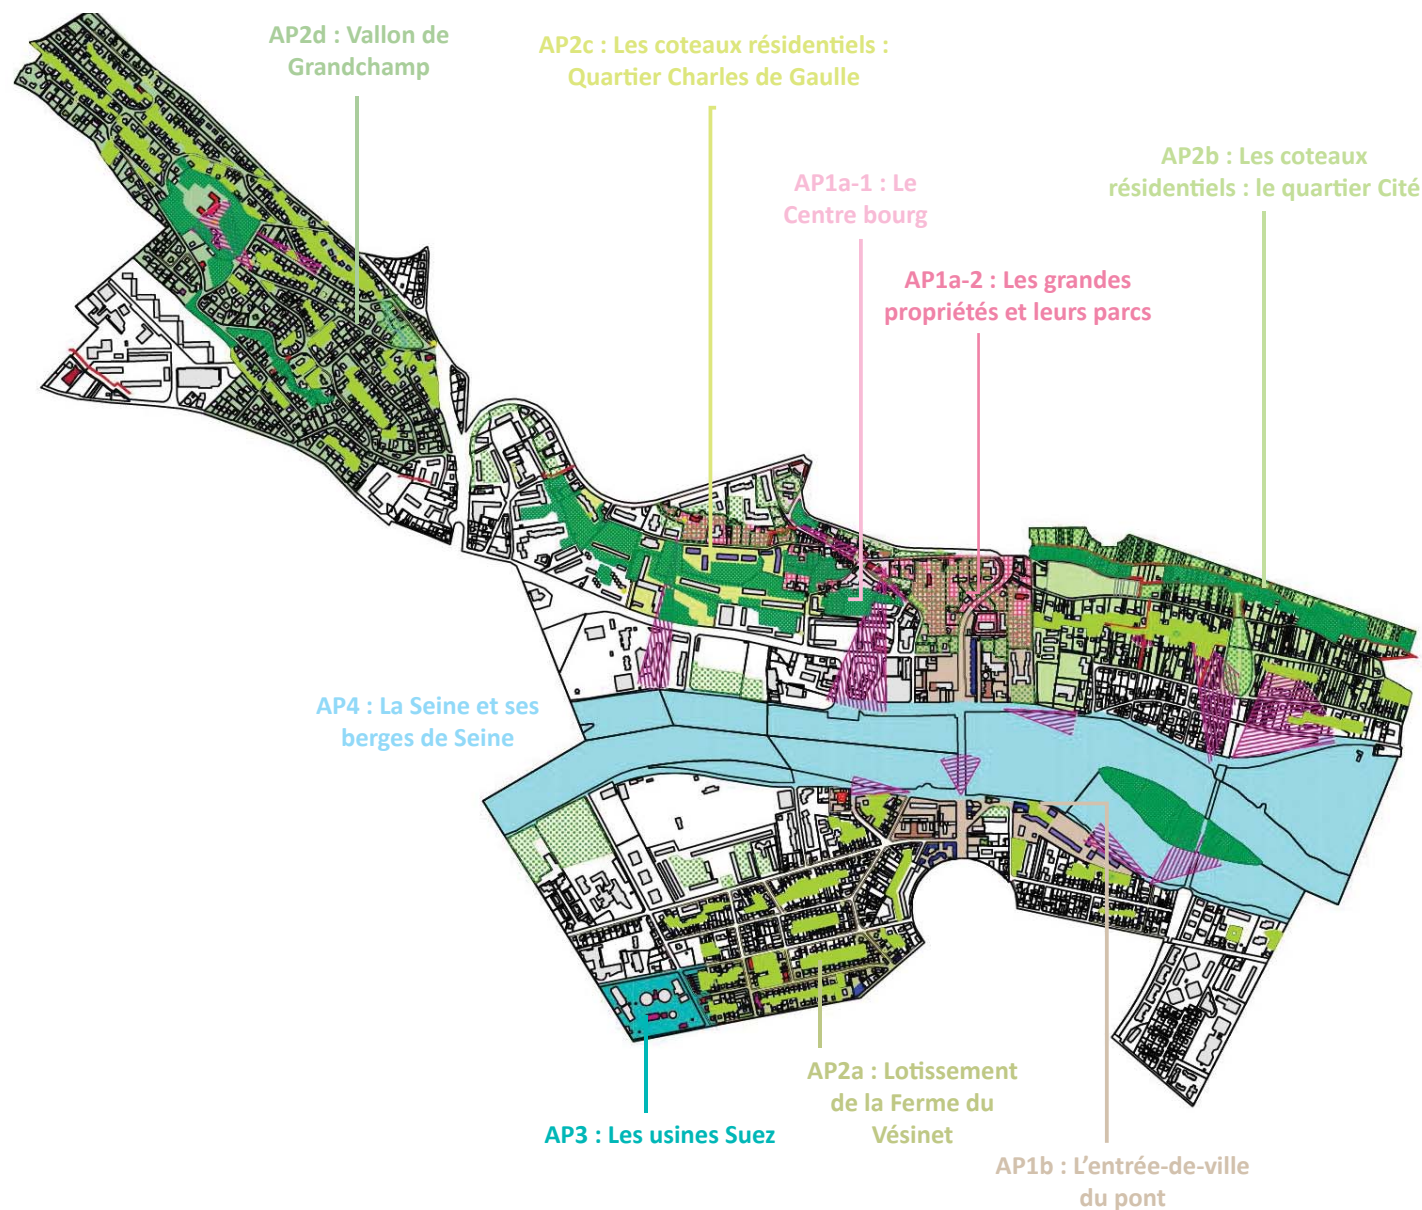 AP2d : Vallon de
Grandchamp
AP2c : Les coteaux résidentiels :
Quartier Charles de Gaulle
AP2b : Les coteaux
résidentiels : le quartier Cité
AP1a-1 : Le
Centre bourg
AP1a-2 : Les grandes
propriétés et leurs parcs
AP4 : La Seine et ses
berges de Seine
AP2a : Lotissement
de la Ferme du
Vésinet
AP3 : Les usines Suez
AP1b : L’entrée-de-ville
du pont